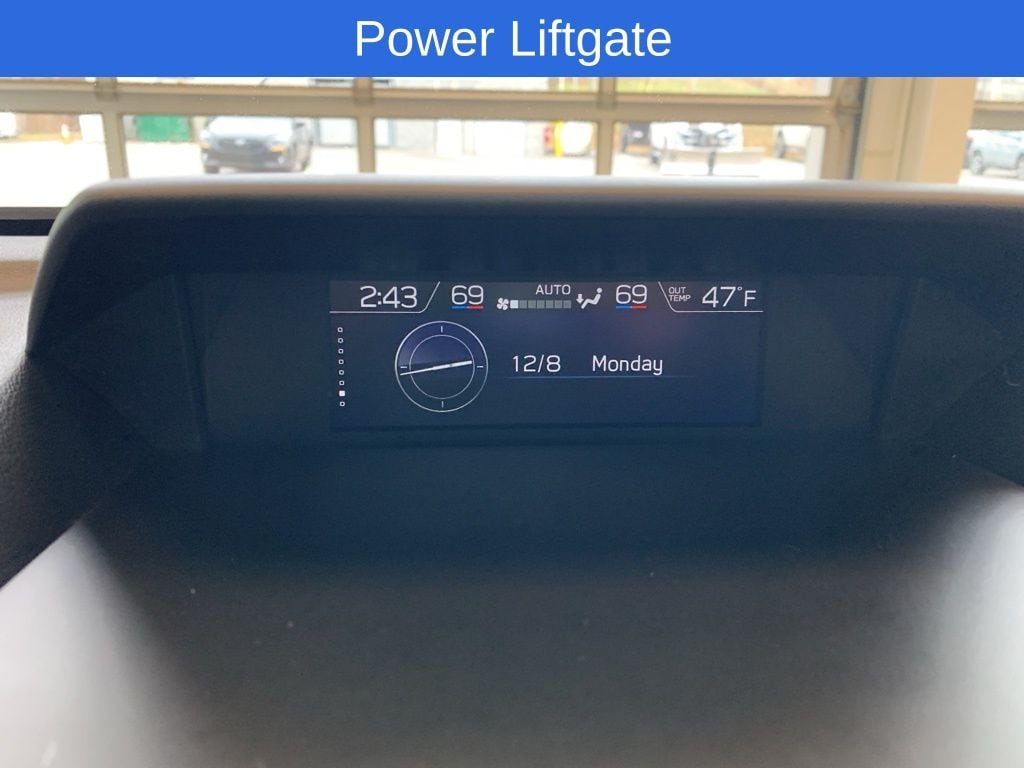 Power Liftgate
2:43 69 AUTO 69 OUT TEMP 47°F
12/8 Monday